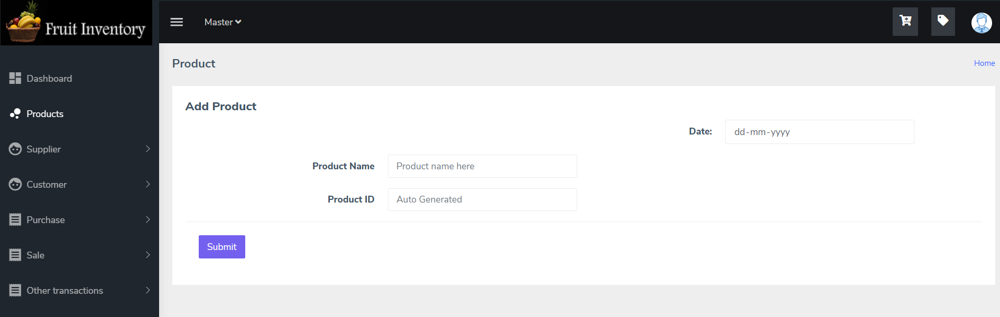 Fruit Inventory
Master
Product
Home
Dashboard
Products
Supplier
Customer
Purchase
Sale
Other transactions
Add Product
Date: dd-mm-yyyy
Product Name Product name here
Product ID Auto Generated
Submit